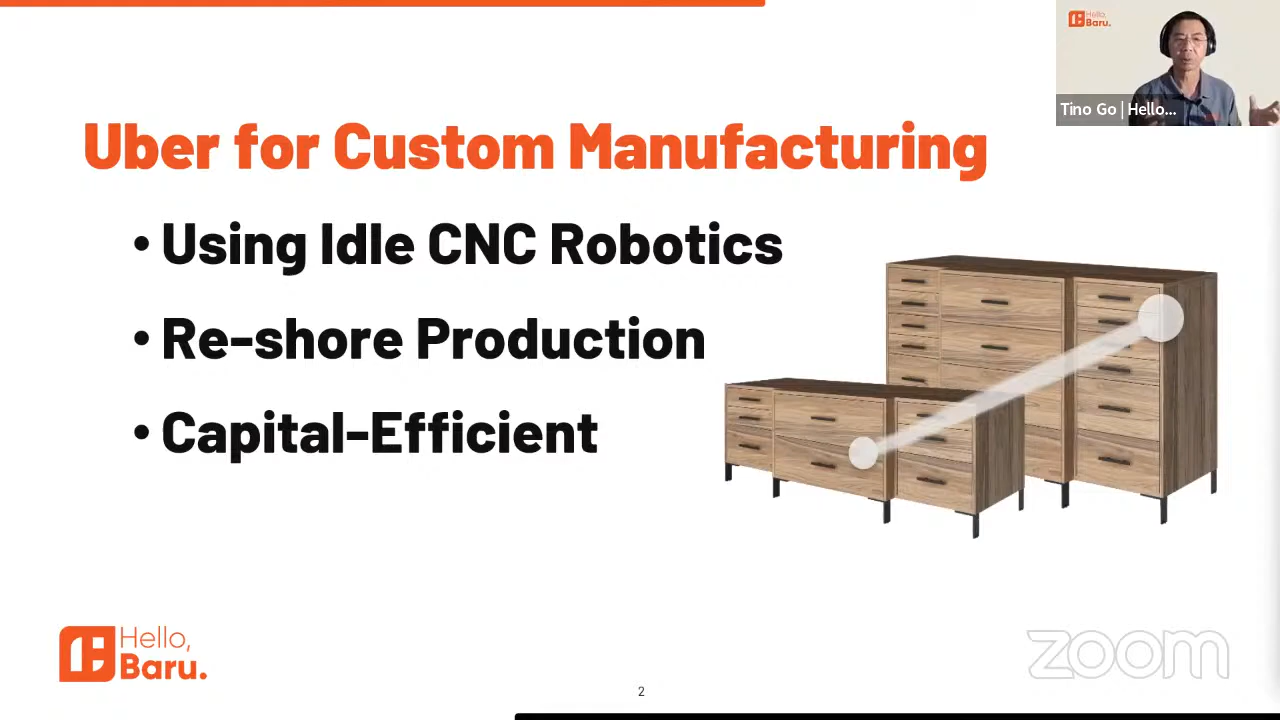 Hello,
Baru.
Tino Go | Hello...
Uber for Custom Manufacturing
• Using Idle CNC Robotics
• Re-shore Production
• Capital-Efficient
Hello,
Baru.
zoom
2